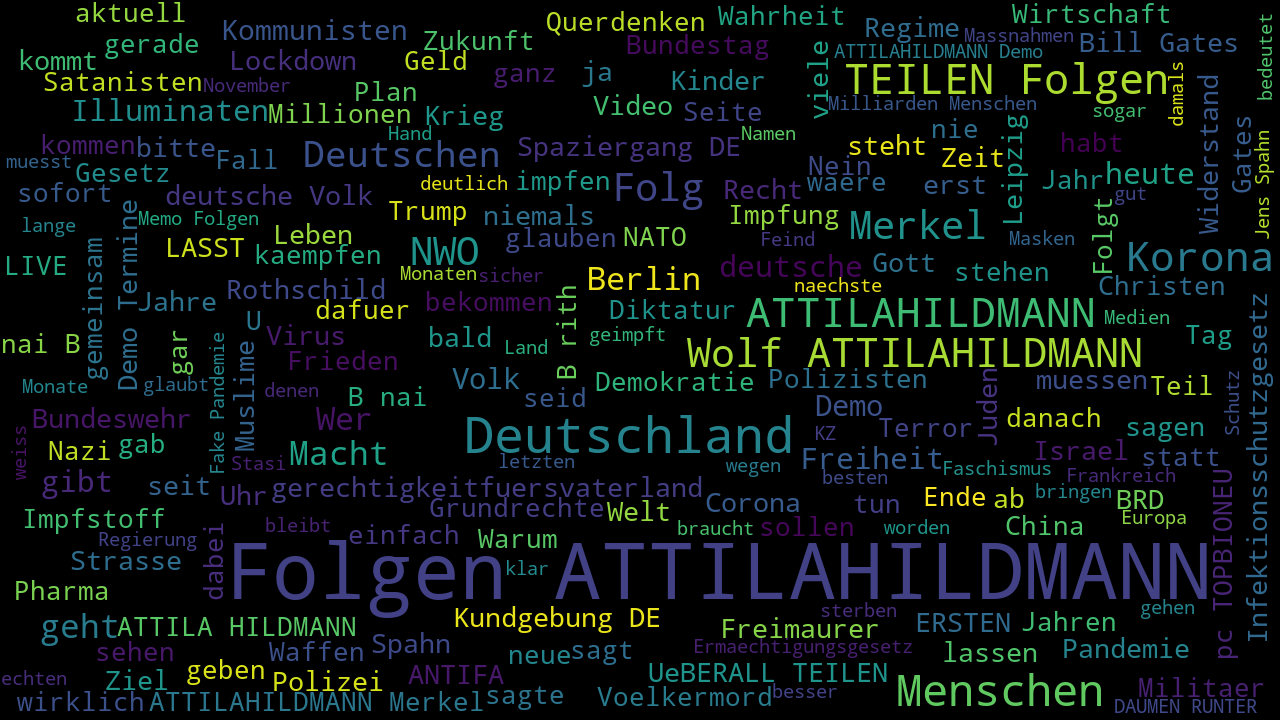 aktuell Kommunisten Querdenken Wahrheit Regime Wirtschaft
gerade Zukunft Bundestag viele ATTILAHILDMANN Demo Massnahmen Bill Gates bedeutet
kommt Lockdown Geld ganz ja Kinder TEILEN Folgen damals
Satanisten November Plan Video Seite Milliarden Menschen sogar
Illuminaten Millionen Krieg Hand Namen nie Leipzig habt Widerstand Gates Jens Spahn
kommen bitte Deutschen Spaziergang DE Nein steht Zeit
muesst Gesetz Fall deutlich impfen Folg Recht waere erst Jahr heute
sofort deutsche Volk Trump niemals Impfung Merkel Folgt gut
lange Memo Folgen Leben glauben NATO Feind Masken
LIVE gemeinsam Demo Termine LASST kaempfen NWO Monaten sicher Berlin deutsche Gott stehen Korona
Jahre Rothschild dafuer bekommen B rith naechste Christen
nai B gar U Virus bald Land geimpft Diktatur ATTILAHILDMANN Medien Tag Infektionsschutzgesetz
Monate glaubt Fake Pandemie Muslime Frieden Volk Wolf ATTILAHILDMANN
denen B nai seid Demokratie Polizisten Juden muessen Teil Schutz
Bundeswehr Wer Deutschland Demo KZ Terror danach sagen
weiss Nazi gab Stasi Macht letzten wegen Freiheit Faschismus Israel statt
gibt seit Uhr gerechtigkeitfuersvaterland besten tun Ende ab bringen Frankreich BRD
Impfstoff Grundrechte Welt Corona China Europa
Regierung dabei bleibt einfach Warum braucht sollen worden TOPBIONEU pc
Strasse klar Folgen ATTILAHILDMANN
Pharma Kundgebung DE sterben gehen
geht ATTILA HILDMANN Freimaurer ERSTEN Jahren
sehen Waffen Spahn neue sagt Ermaechtigungsgesetz lassen Pandemie
echten Ziel geben Polizei ANTIFA UeBERALL TEILEN Militaer
wirklich ATTILAHILDMANN Merkel sagte Voelkermord besser Menschen DAUMEN RUNTER